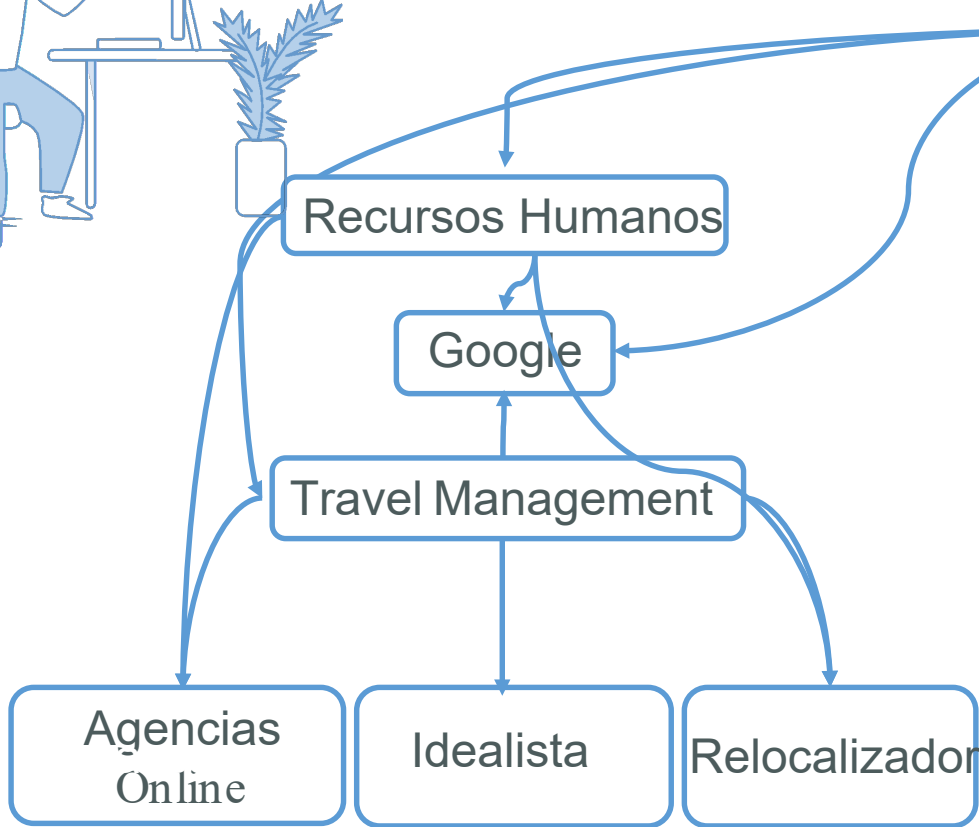 Recursos Humanos
Google
Travel Management
Agencias
Online
Idealista
Relocalizador